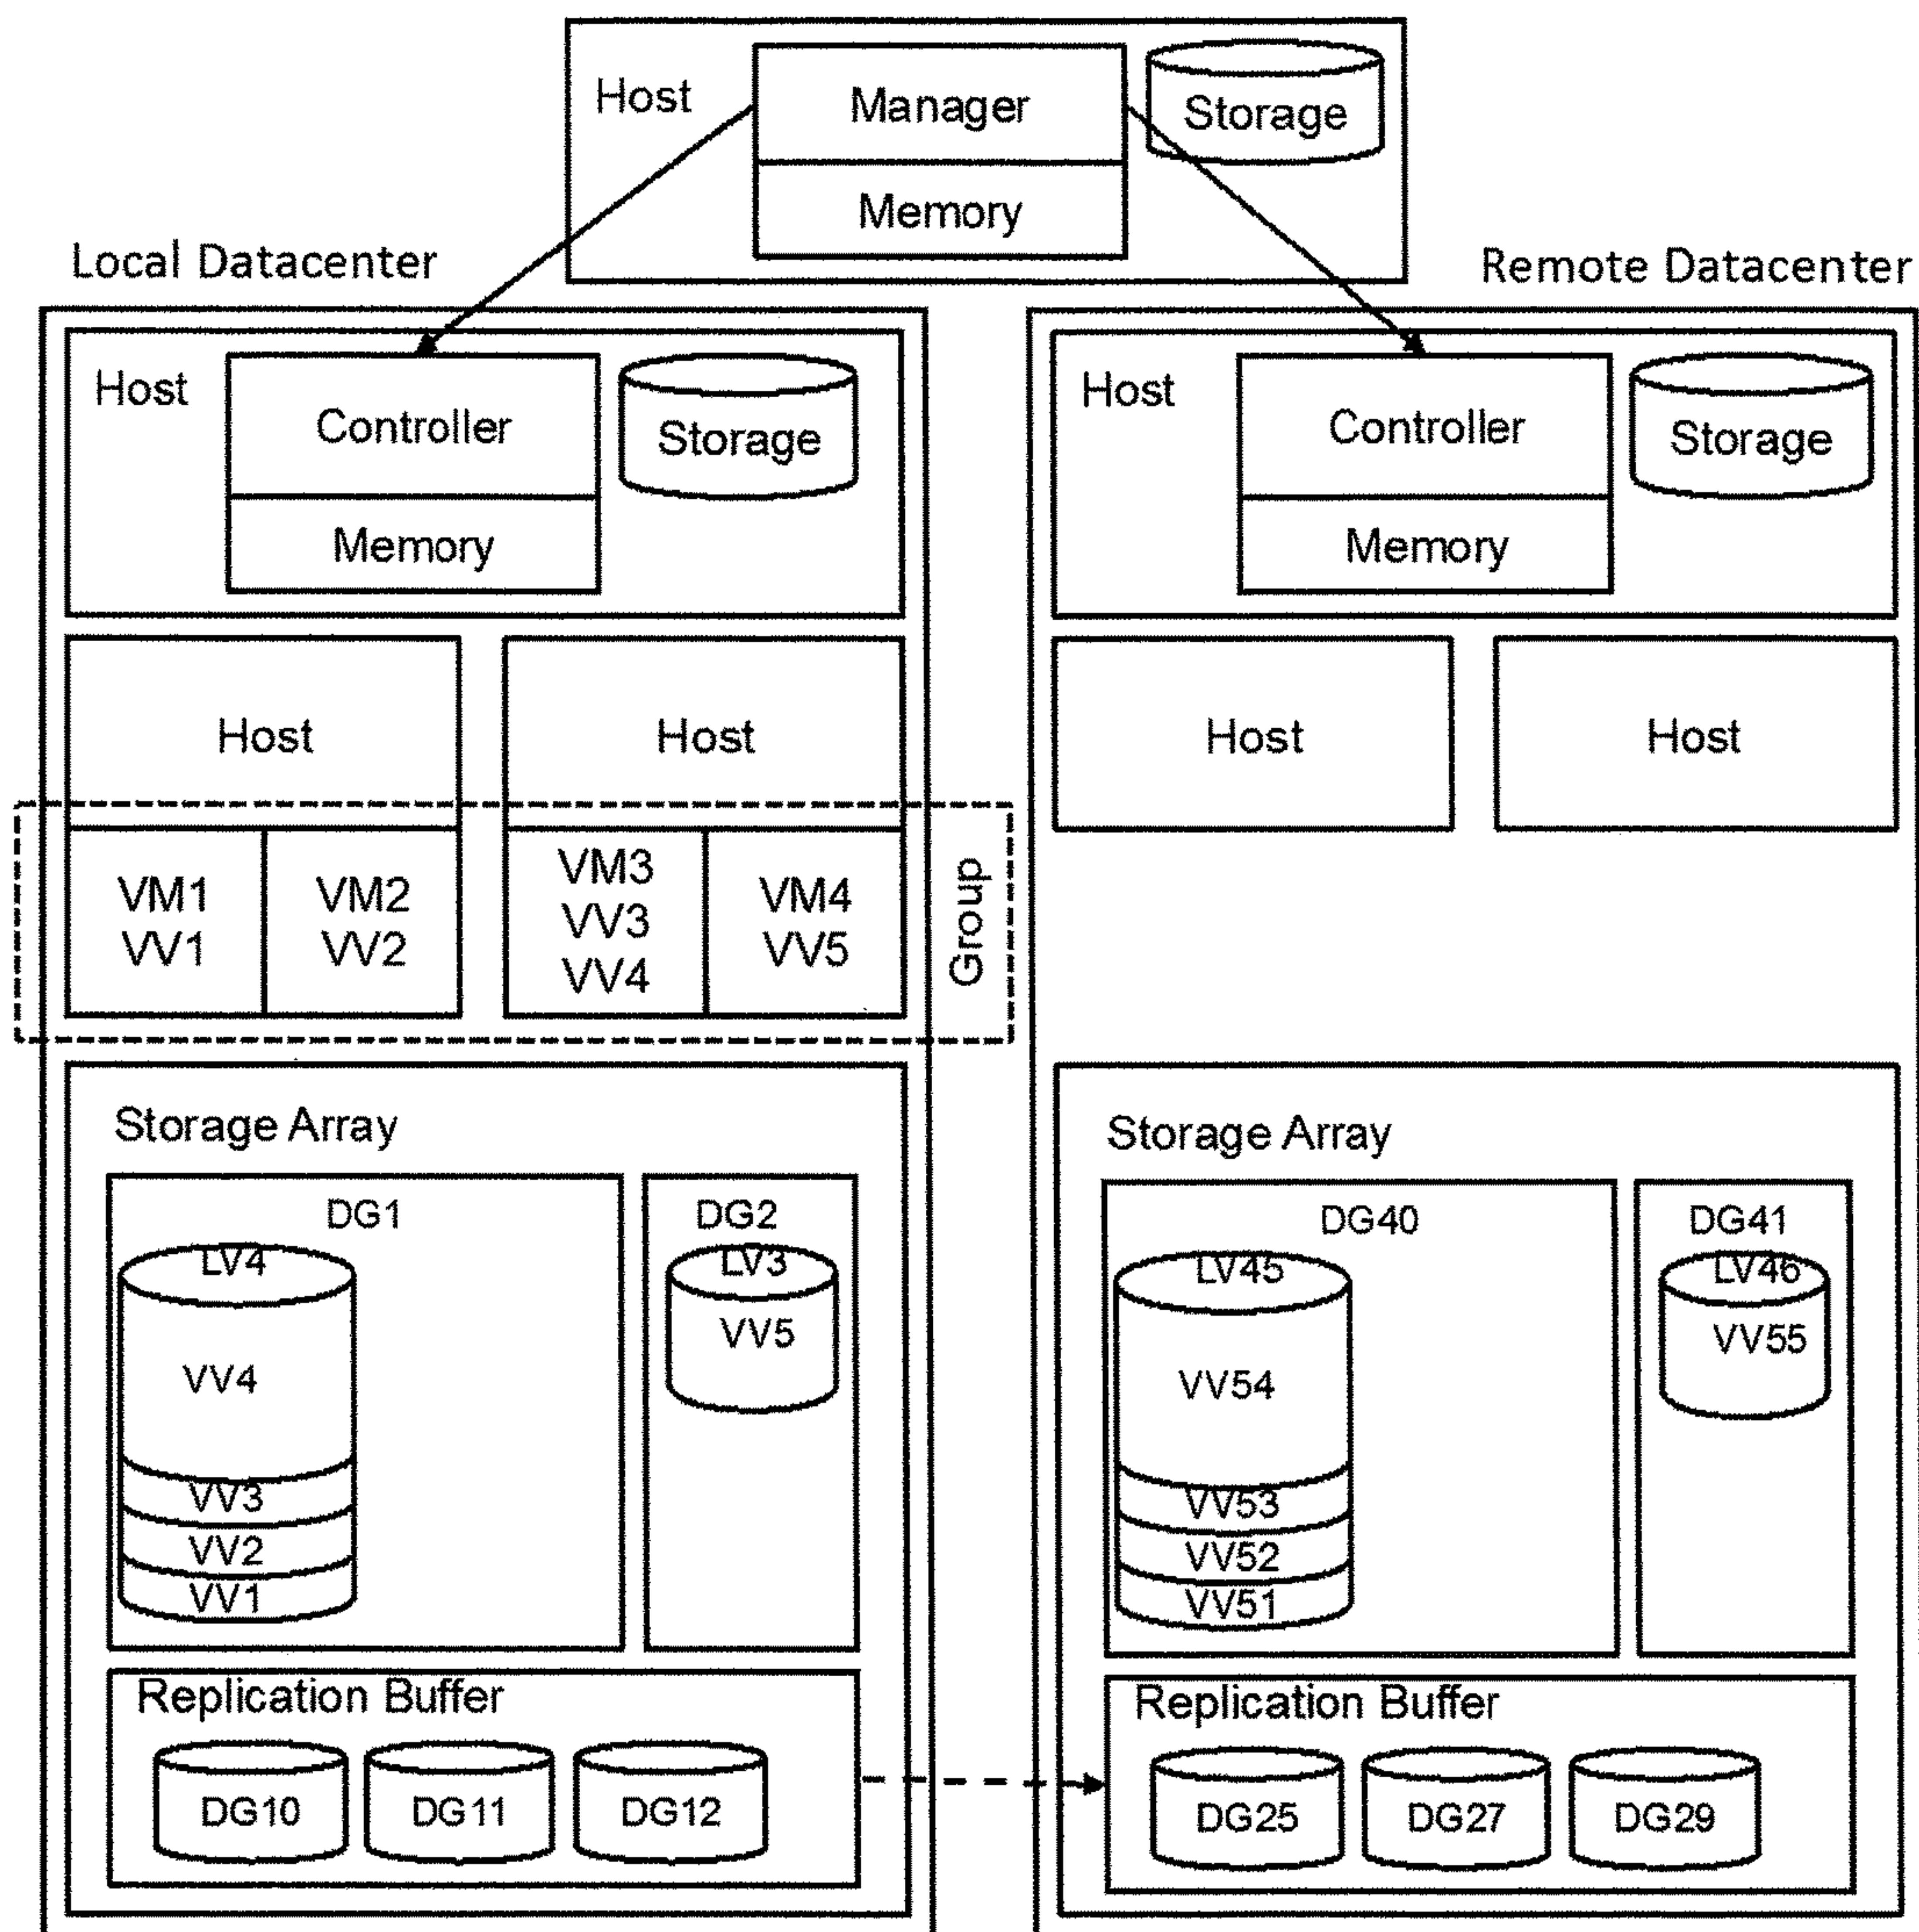 Host
Manager
Storage
Memory
Local Datacenter
Remote Datacenter
Host
Controller
Storage
Memory
Host
Controller
Storage
Memory
Host
Host
Host
Host
VM1
VV1
VM2
VV2
VM3
VV3
VV4
VM4
VV5
Group
Storage Array
DG1
LV4
VV4
VV3
VV2
VV1
DG2
LV3
VV5
Replication Buffer
DG10
DG11
DG12
Storage Array
DG40
LV45
VV54
VV53
VV52
VV51
DG41
LV46
VV55
Replication Buffer
DG25
DG27
DG29